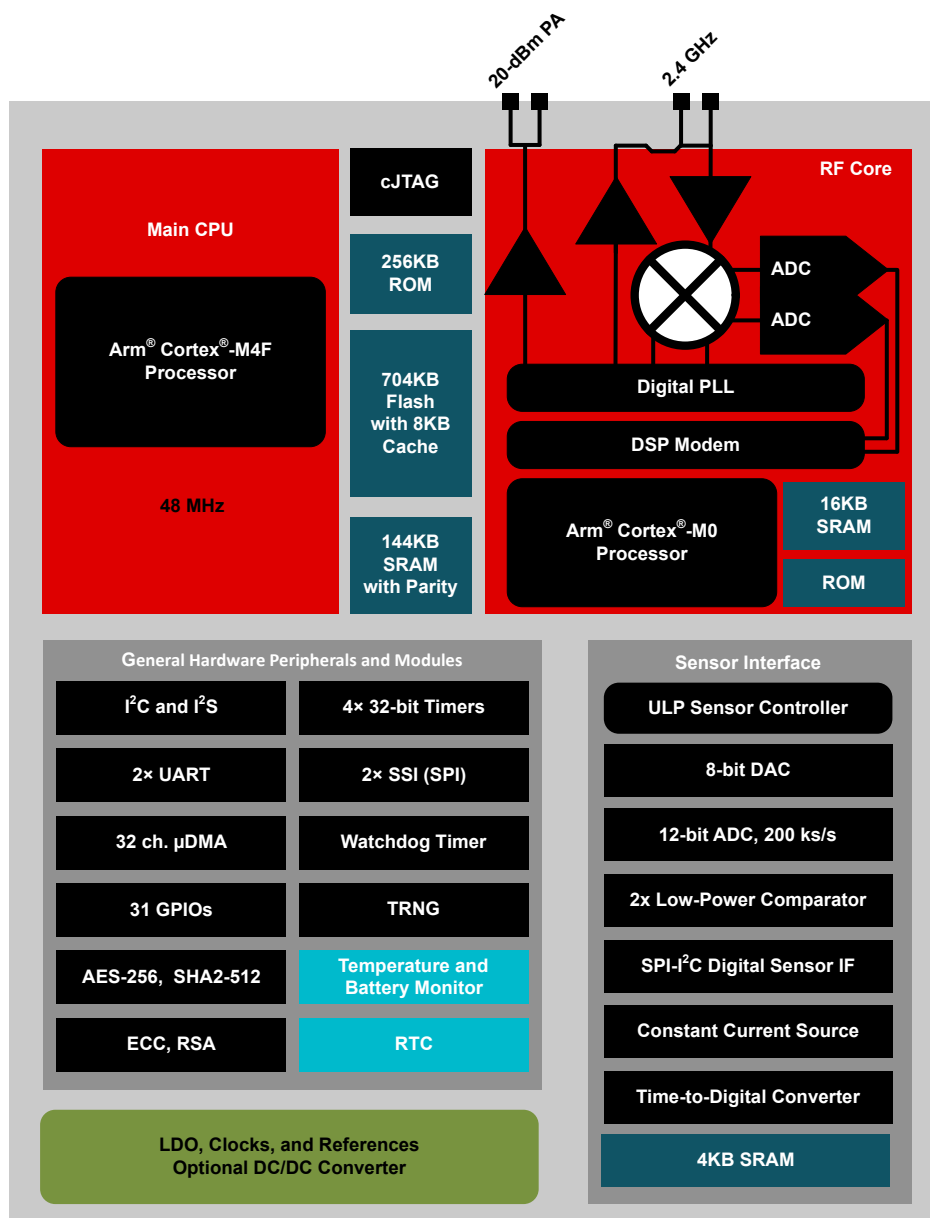 20-dBm PA
2.4 GHz
Main CPU
Arm® Cortex®-M4F
Processor
48 MHz
cJTAG
256KB
ROM
704KB
Flash
with 8KB
Cache
144KB
SRAM
with Parity
RF Core
ADC
ADC
Digital PLL
DSP Modem
Arm® Cortex®-M0
Processor
16KB
SRAM
ROM
General Hardware Peripherals and Modules
I²C and I²S
4× 32-bit Timers
2× UART
2× SSI (SPI)
32 ch. µDMA
Watchdog Timer
31 GPIOs
TRNG
AES-256, SHA2-512
Temperature and
Battery Monitor
ECC, RSA
RTC
LDO, Clocks, and References
Optional DC/DC Converter
Sensor Interface
ULP Sensor Controller
8-bit DAC
12-bit ADC, 200 ks/s
2x Low-Power Comparator
SPI-I²C Digital Sensor IF
Constant Current Source
Time-to-Digital Converter
4KB SRAM